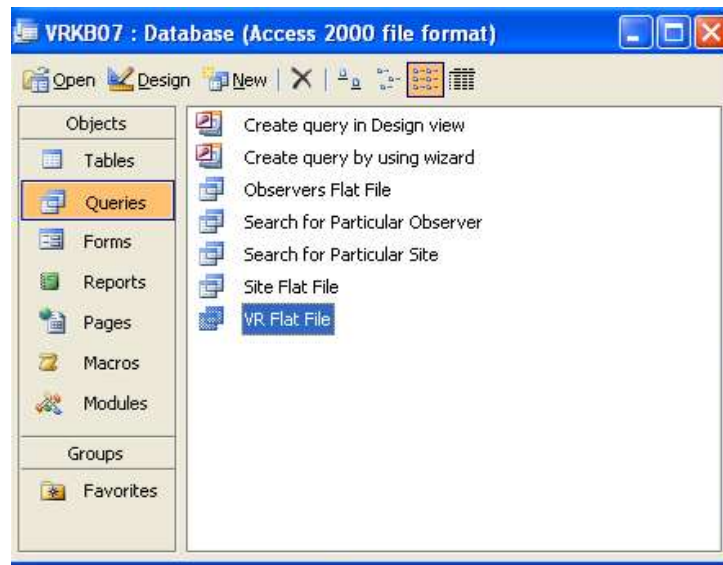 VRKB07 : Database (Access 2000 file format)
Open Design New
Objects
Tables
Queries
Forms
Reports
Pages
Macros
Modules
Groups
Favorites
Create query in Design view
Create query by using wizard
Observers Flat File
Search for Particular Observer
Search for Particular Site
Site Flat File
VR Flat File